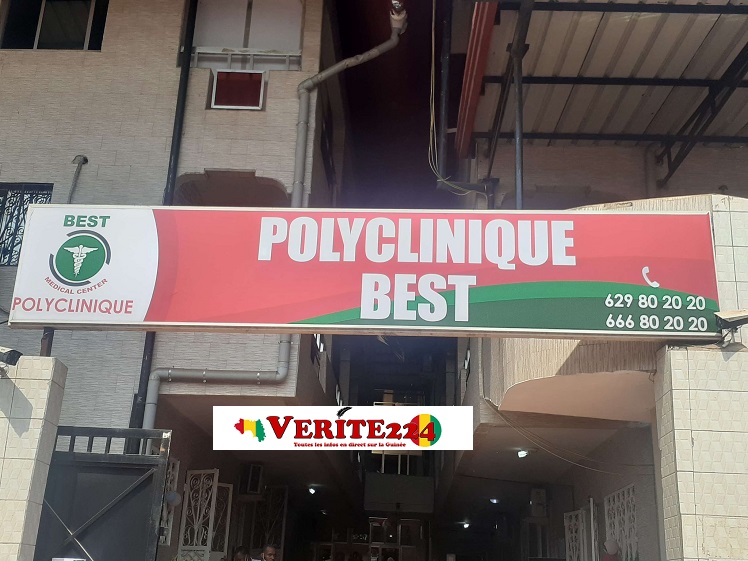 BEST
MEDICAL CENTER
POLYCLINIQUE
POLYCLINIQUE
BEST
629 80 20 20
666 80 20 20
VERITE224
Toutes les infos en direct sur la Guinée